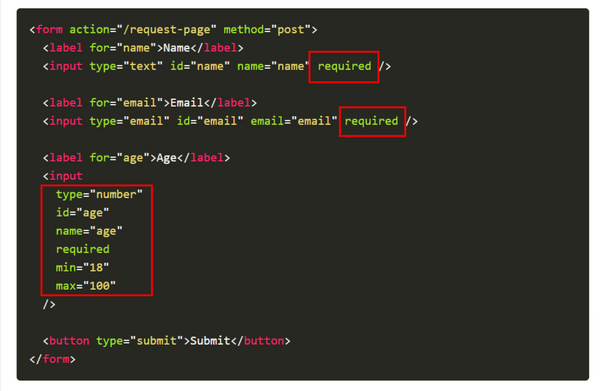 <form action="/request-page" method="post">
<label for="name">Name</label>
<input type="text" id="name" name="name" required />
<label for="email">Email</label>
<input type="email" id="email" email="email" required />
<label for="age">Age</label>
<input
type="number"
id="age"
name="age"
required
min="18"
max="100"
/>
<button type="submit">Submit</button>
</form>